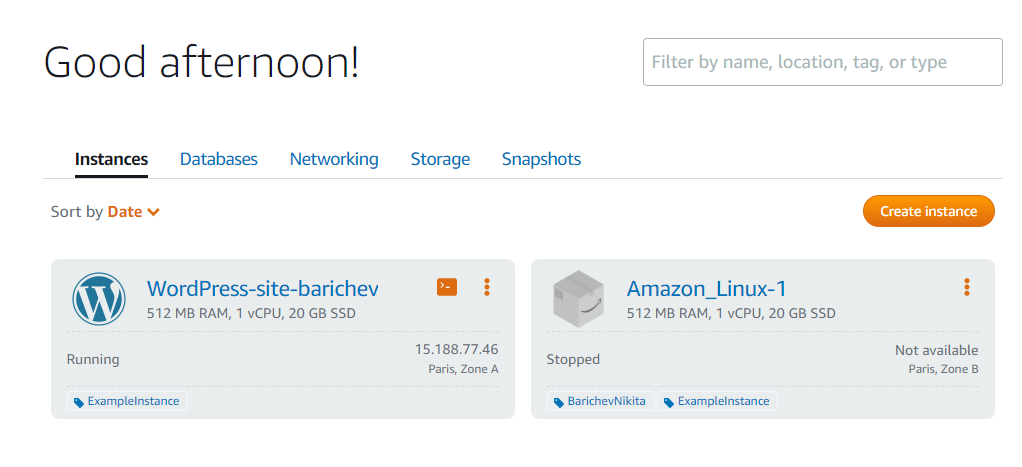 Good afternoon!
Filter by name, location, tag, or type
Instances Databases Networking Storage Snapshots
Sort by Date
Create instance
WordPress-site-barichev
512 MB RAM, 1 vCPU, 20 GB SSD
Running
15.188.77.46
Paris, Zone A
ExampleInstance
Amazon_Linux-1
512 MB RAM, 1 vCPU, 20 GB SSD
Stopped
Not available
Paris, Zone B
BarichevNikita ExampleInstance